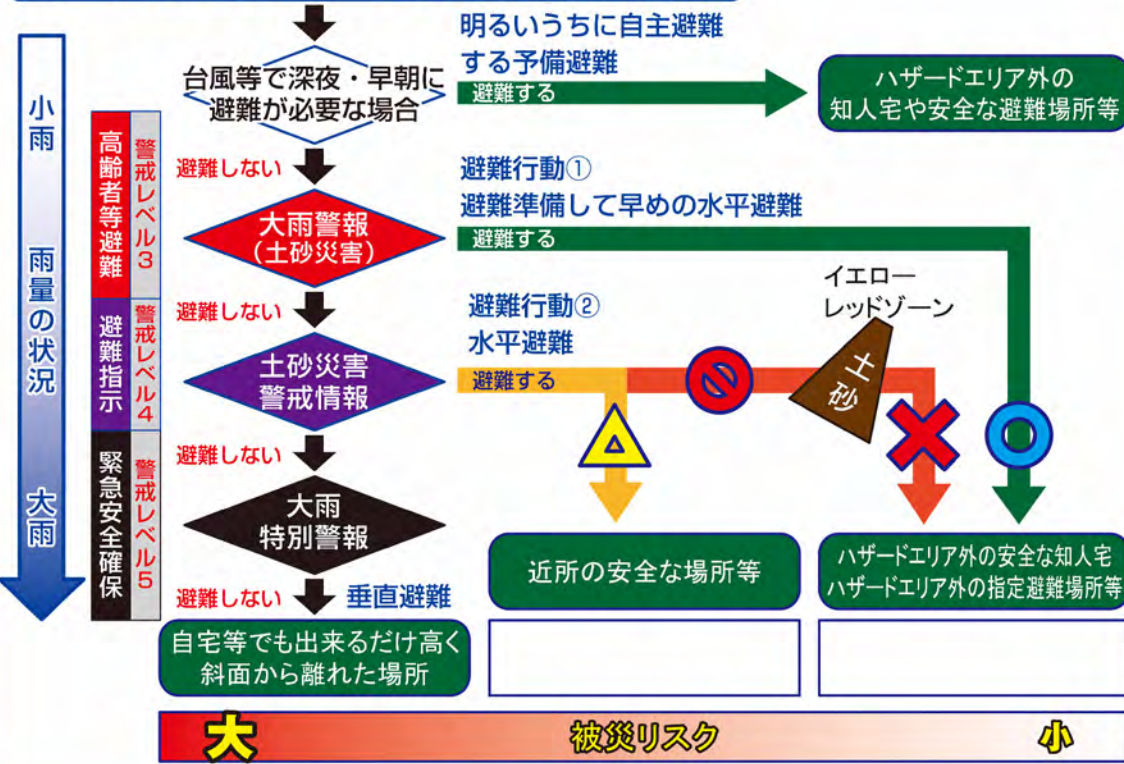 明るいうちに自主避難
する予備避難
台風等で深夜・早朝に
避難が必要な場合
避難する
ハザードエリア外の
知人宅や安全な避難場所等
小雨
雨量の状況
大雨
高齢者等避難
警戒レベル3
避難しない
避難行動①
避難準備して早めの水平避難
大雨警報
(土砂災害)
避難する
避難指示
警戒レベル4
避難しない
避難行動②
水平避難
土砂災害
警戒情報
避難する
イエロー
レッドゾーン
土砂
緊急安全確保
警戒レベル5
避難しない
大雨
特別警報
近所の安全な場所等
ハザードエリア外の安全な知人宅
ハザードエリア外の指定避難場所等
避難しない
垂直避難
自宅等でも出来るだけ高く
斜面から離れた場所
大
被災リスク
小